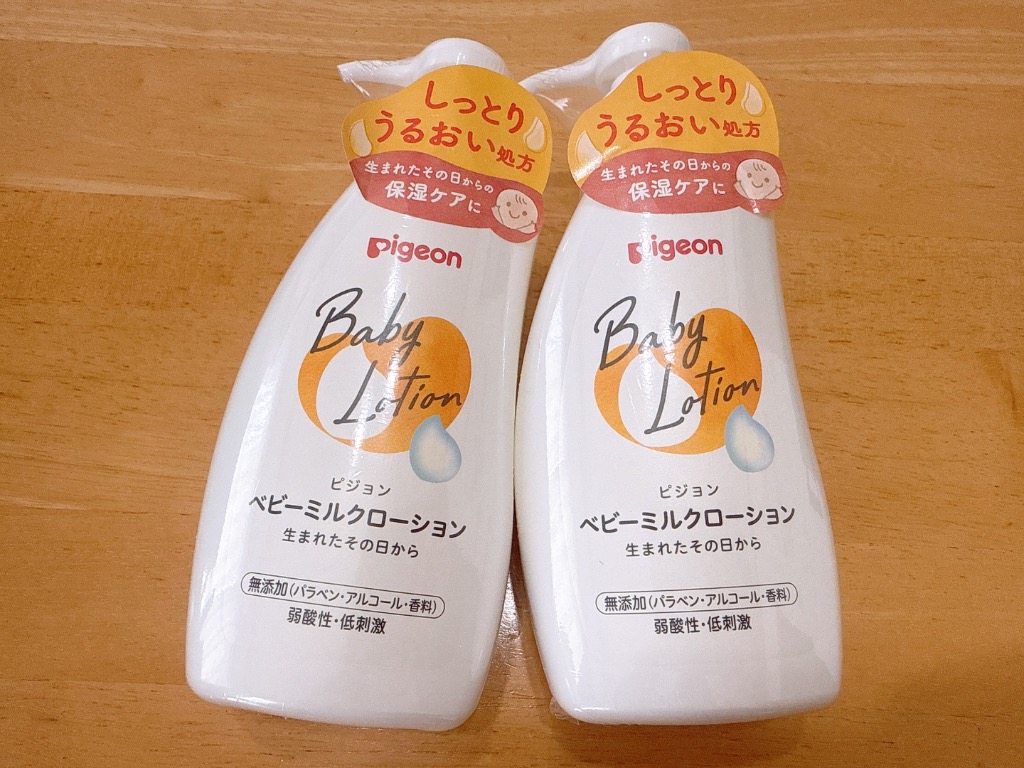 しっとり
うるおい処方
生まれたその日からの
保湿ケアに
Pigeon
Baby
Lotion
ピジョン
ベビーミルクローション
生まれたその日から
無添加(パラベン・アルコール・香料)
弱酸性・低刺激
しっとり
うるおい処方
生まれたその日からの
保湿ケアに
Pigeon
Baby
Lotion
ピジョン
ベビーミルクローション
生まれたその日から
無添加(パラベン・アルコール・香料)
弱酸性・低刺激